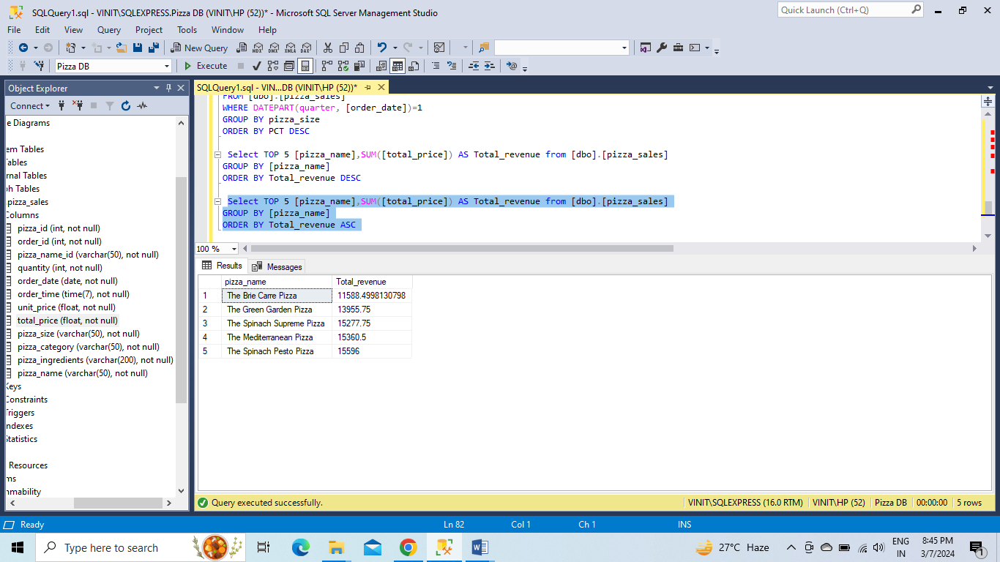 SQLQuery1.sql - VINIT\SQLEXPRESS.Pizza DB (VINIT\HP (52))* - Microsoft SQL Server Management Studio
Quick Launch (Ctrl+Q)
File Edit View Query Project Tools Window Help
New Query
MDX DMX XMLA DAX
Pizza DB
Execute
Object Explorer
SQLQuery1.sql - VIN...DB (VINIT\HP (52))*
Connect
e Diagrams
em Tables
ables
rnal Tables
ph Tables
.pizza_sales
Columns
pizza_id (int, not null)
order_id (int, not null)
pizza_name_id (varchar(50), not null)
quantity (int, not null)
order_date (date, not null)
order_time (time(7), not null)
unit_price (float, not null)
total_price (float, not null)
pizza_size (varchar(50), not null)
pizza_category (varchar(50), not null)
pizza_ingredients (varchar(200), not null)
pizza_name (varchar(50), not null)
Keys
Constraints
Triggers
ndexes
Statistics
Resources
ms
mmability
FROM [dbo].[pizza_sales]
WHERE DATEPART(quarter, [order_date])=1
GROUP BY pizza_size
ORDER BY PCT DESC
Select TOP 5 [pizza_name],SUM([total_price]) AS Total_revenue from [dbo].[pizza_sales]
GROUP BY [pizza_name]
ORDER BY Total_revenue DESC
Select TOP 5 [pizza_name],SUM([total_price]) AS Total_revenue from [dbo].[pizza_sales]
GROUP BY [pizza_name]
ORDER BY Total_revenue ASC
100 %
Results Messages
pizza_name Total_revenue
1 The Brie Carre Pizza 11588.4998130798
2 The Green Garden Pizza 13955.75
3 The Spinach Supreme Pizza 15277.75
4 The Mediterranean Pizza 15360.5
5 The Spinach Pesto Pizza 15596
Query executed successfully.
VINIT\SQLEXPRESS (16.0 RTM) VINIT\HP (52) Pizza DB 00:00:00 5 rows
Ready Ln 82 Col 1 Ch 1 INS
Type here to search
27°C Haze
ENG
IN
8:45 PM
3/7/2024
1